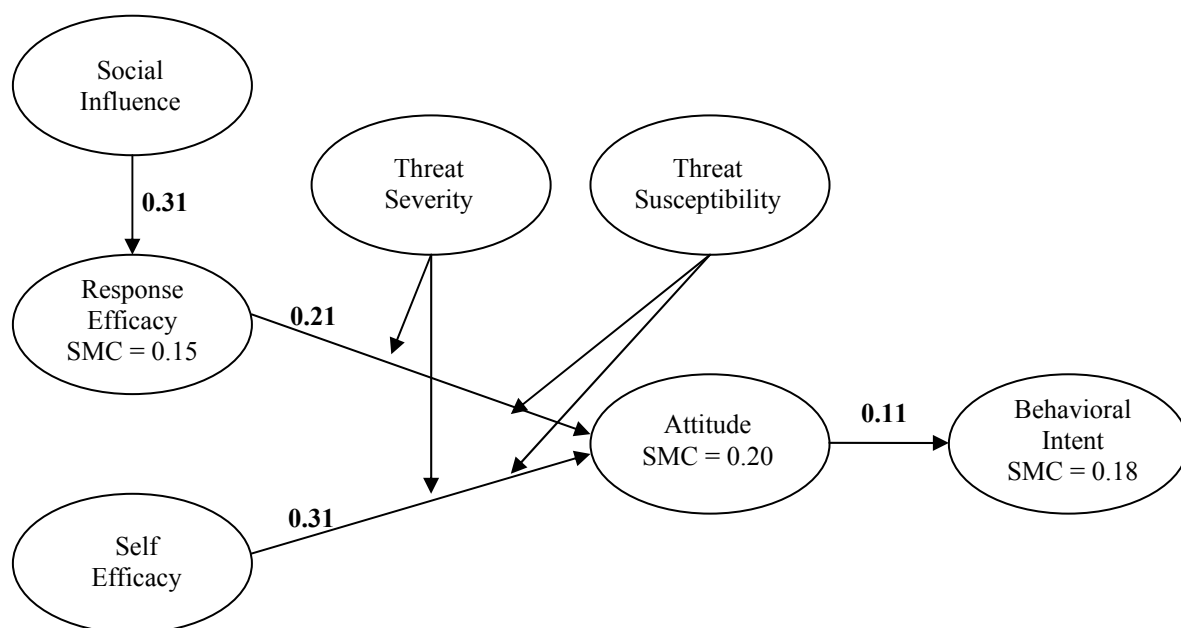 Social
Influence
Threat
Severity
Threat
Susceptibility
0.31
Response
Efficacy
SMC = 0.15
0.21
Attitude
SMC = 0.20
0.11
Behavioral
Intent
SMC = 0.18
0.31
Self
Efficacy